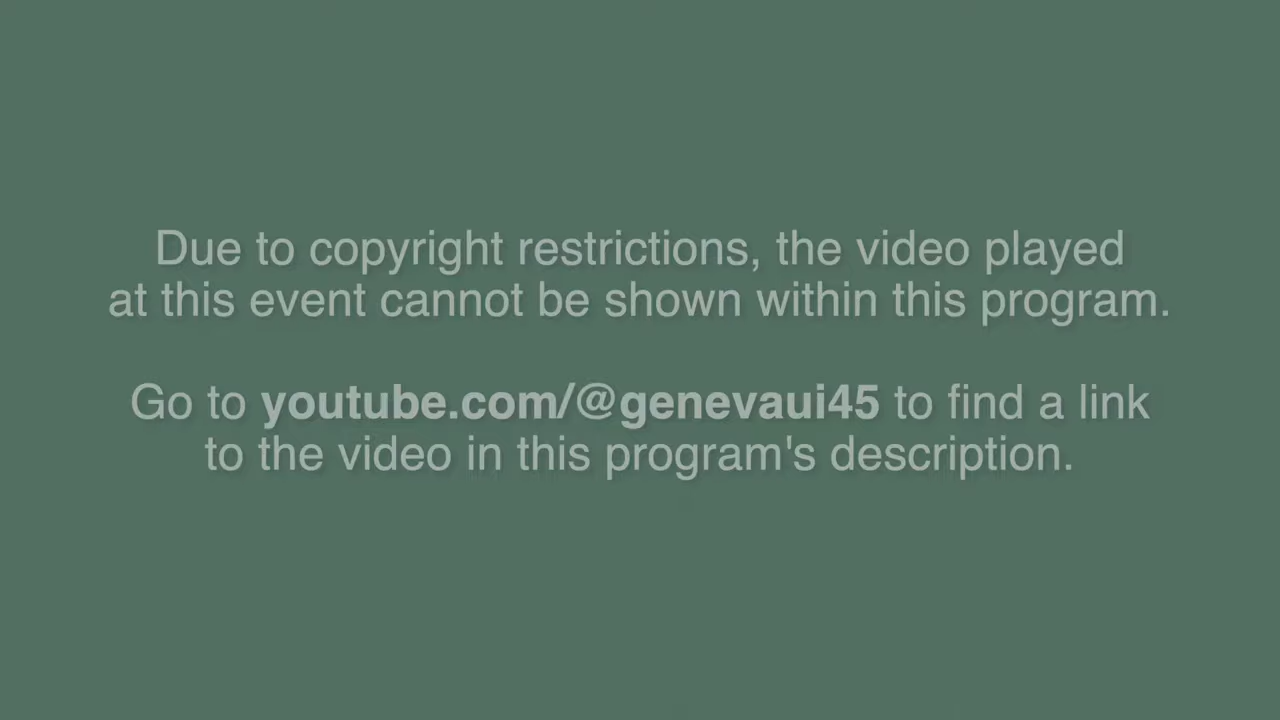 Due to copyright restrictions, the video played
at this event cannot be shown within this program.
Go to youtube.com/@genevaui45 to find a link
to the video in this program's description.